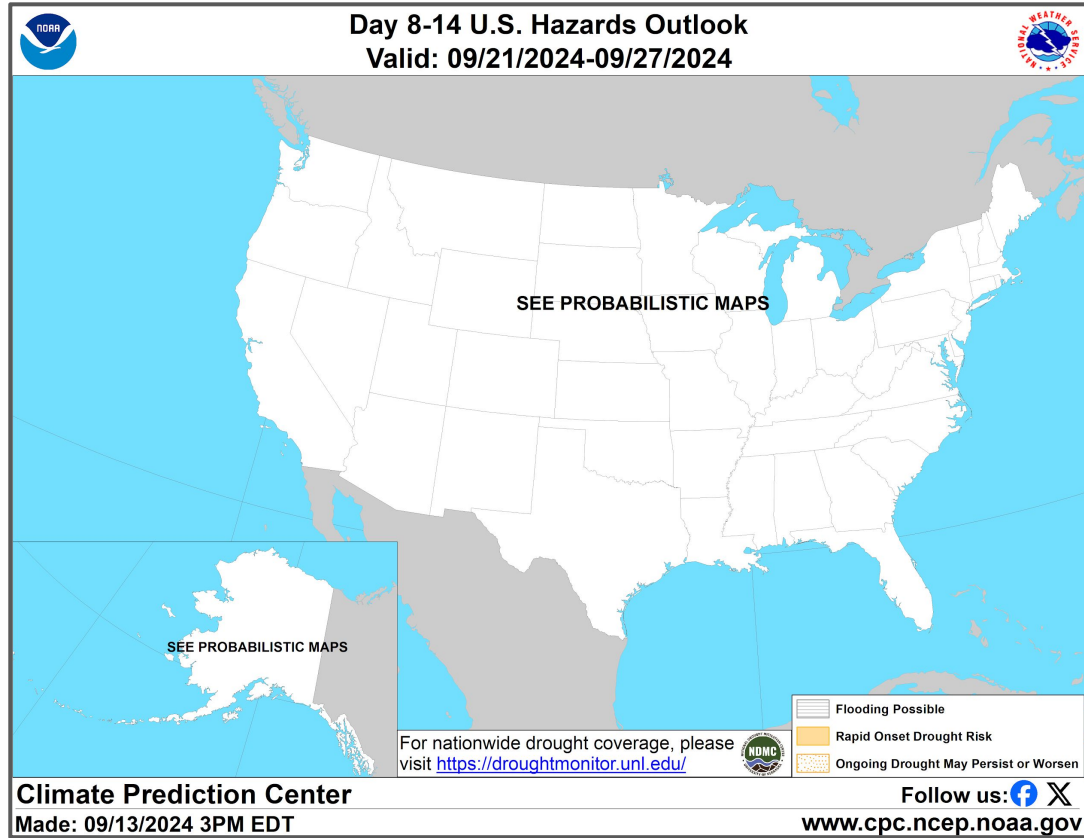 NOAA
Day 8-14 U.S. Hazards Outlook
Valid: 09/21/2024-09/27/2024
NATIONAL WEATHER SERVICE
SEE PROBABILISTIC MAPS
SEE PROBABILISTIC MAPS
For nationwide drought coverage, please
visit https://droughtmonitor.unl.edu/
NDMC
Flooding Possible
Rapid Onset Drought Risk
Ongoing Drought May Persist or Worsen
Climate Prediction Center
Follow us:
Made: 09/13/2024 3PM EDT
www.cpc.ncep.noaa.gov